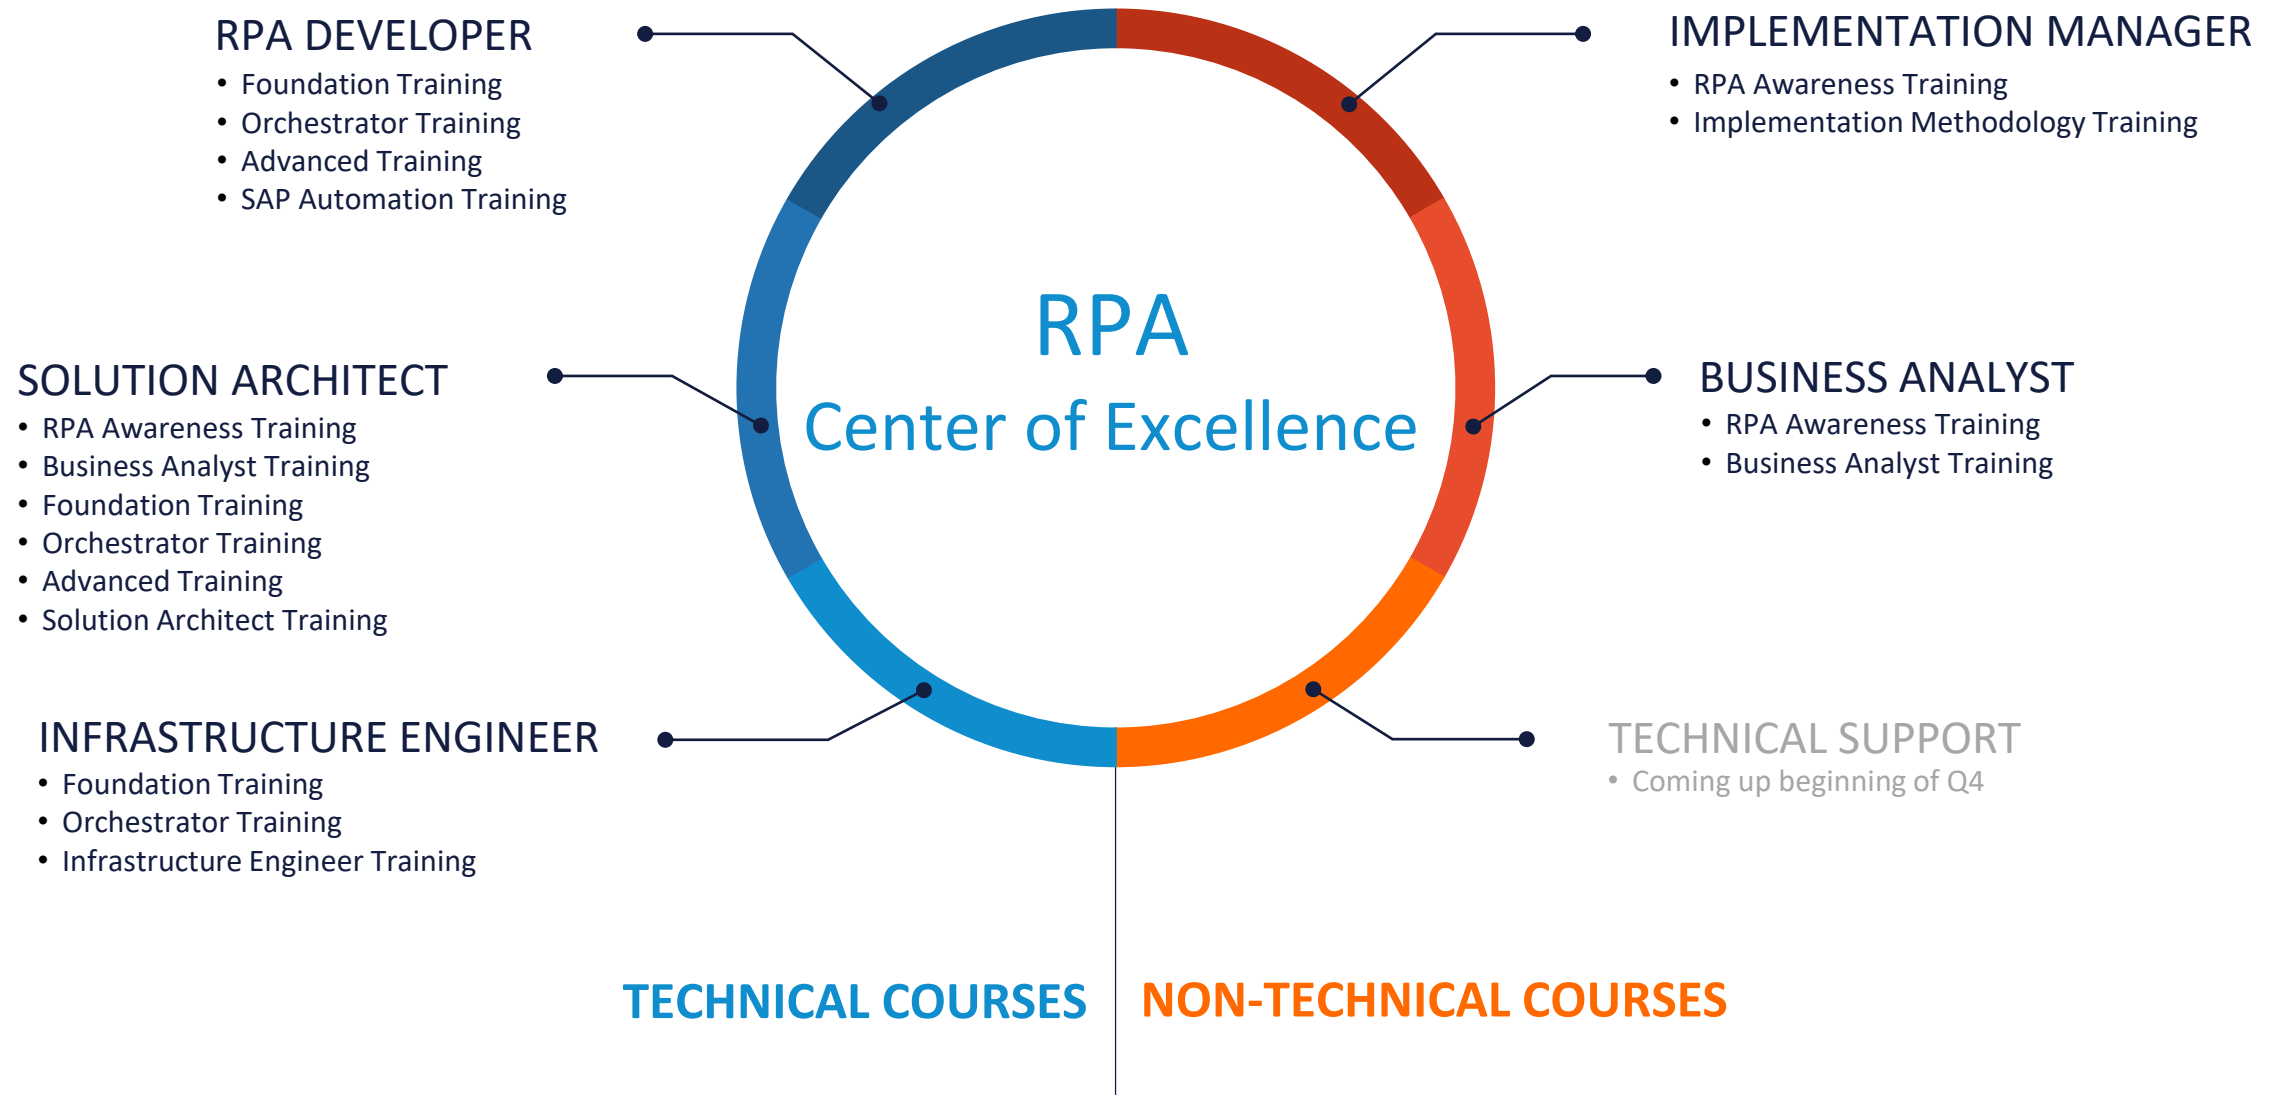 RPA DEVELOPER
• Foundation Training
• Orchestrator Training
• Advanced Training
• SAP Automation Training
SOLUTION ARCHITECT
• RPA Awareness Training
• Business Analyst Training
• Foundation Training
• Orchestrator Training
• Advanced Training
• Solution Architect Training
INFRASTRUCTURE ENGINEER
• Foundation Training
• Orchestrator Training
• Infrastructure Engineer Training
RPA
Center of Excellence
IMPLEMENTATION MANAGER
• RPA Awareness Training
• Implementation Methodology Training
BUSINESS ANALYST
• RPA Awareness Training
• Business Analyst Training
TECHNICAL SUPPORT
• Coming up beginning of Q4
TECHNICAL COURSES
NON-TECHNICAL COURSES